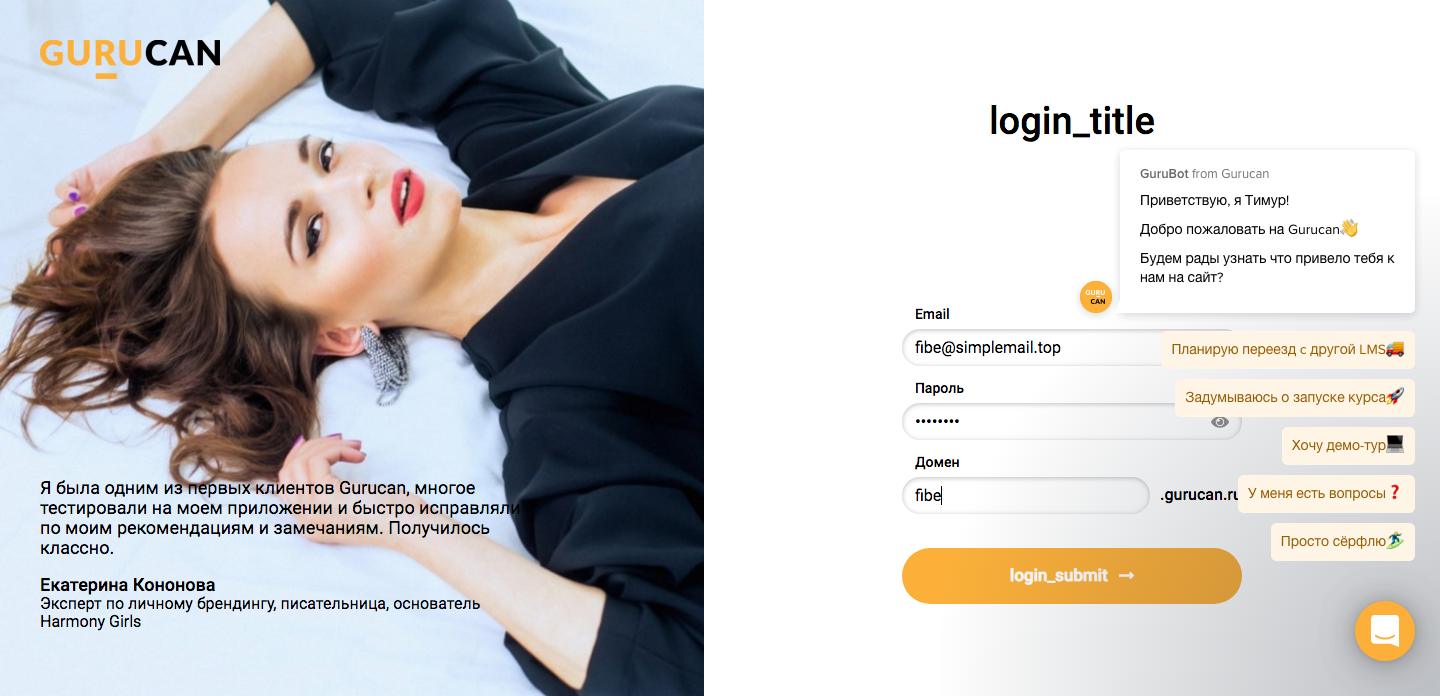 GURUCAN
Я была одним из первых клиентов Gurucan, многое
тестировали на моем приложении и быстро исправляли
по моим рекомендациям и замечаниям. Получилось
классно.
Екатерина Кононова
Эксперт по личному брендингу, писательница, основатель
Harmony Girls
login_title
GuruBot from Gurucan
Приветствую, я Тимур!
Добро пожаловать на Gurucan👋
Будем рады узнать что привело тебя к
нам на сайт?
GURU
CAN
Email
fibe@simplemail.top
Планирую переезд с другой LMS🚚
Пароль
••••••••
Задумываюсь о запуске курса🚀
Хочу демо-тур💻
Домен
fibe
.gurucan.ru
У меня есть вопросы❓
Просто сёрфлю🏄‍♂️
login_submit →